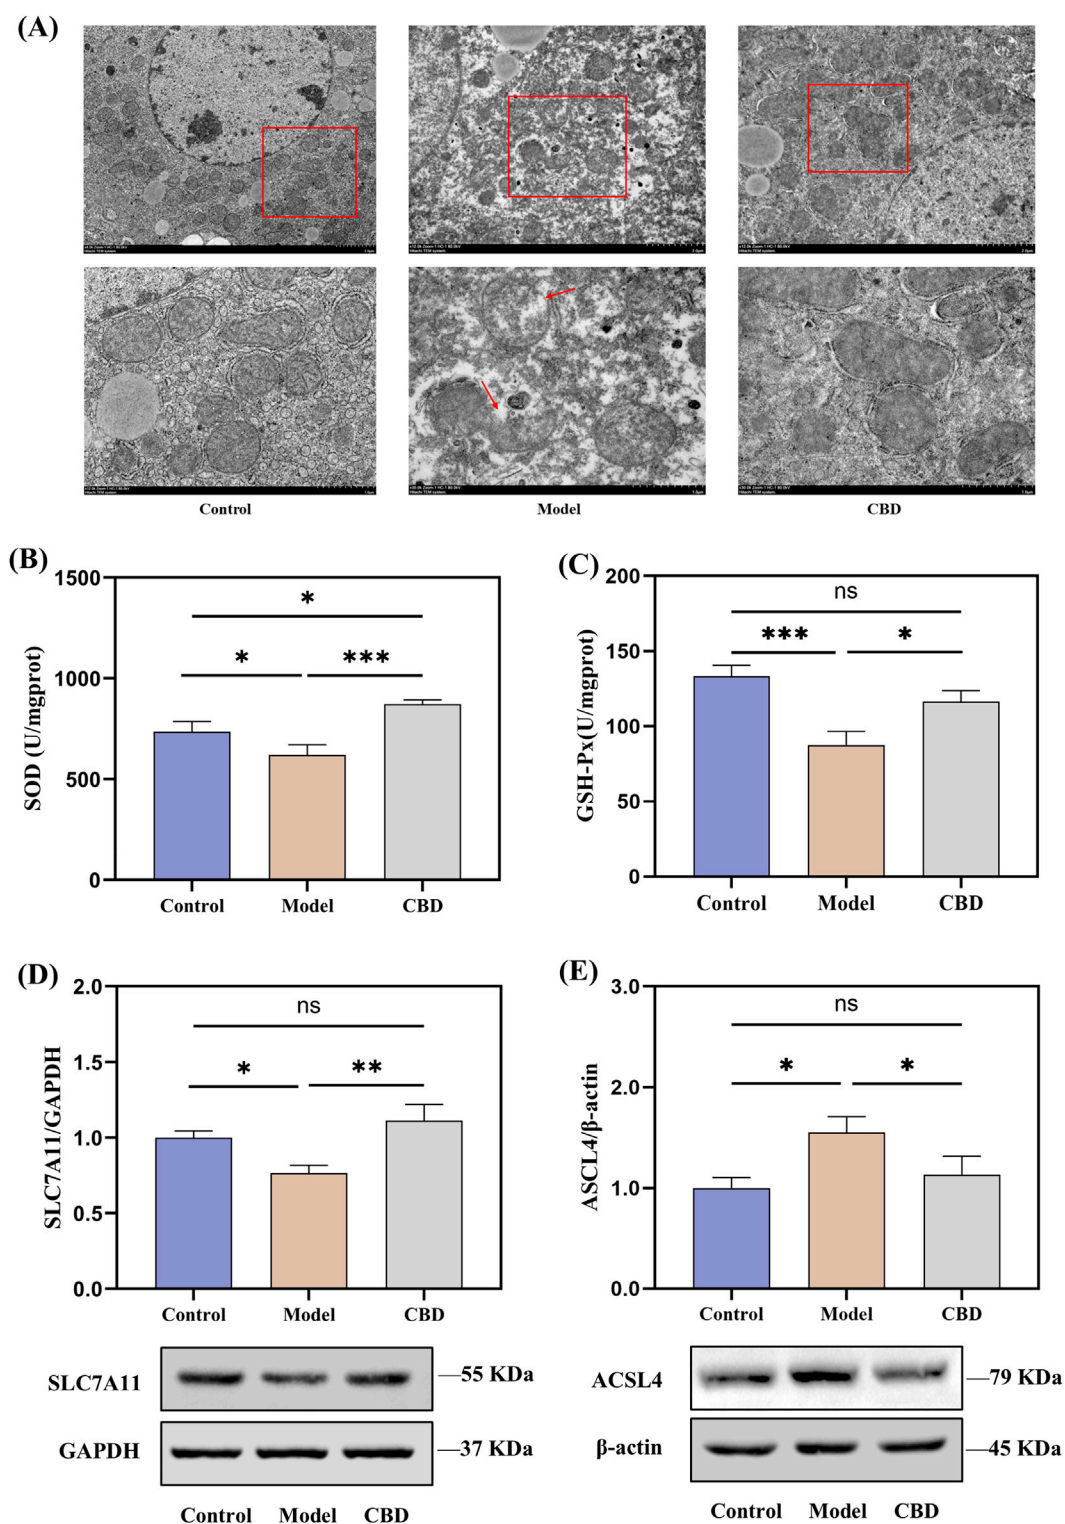 (A)
Control
Model
CBD
(B)
SOD (U/mgprot)
1500
1000
500
0
*
*
***
Control
Model
CBD
(C)
GSH-Px(U/mgprot)
200
150
100
50
0
ns
***
*
Control
Model
CBD
(D)
SLC7A11/GAPDH
2.0
1.5
1.0
0.5
0.0
ns
*
**
Control
Model
CBD
SLC7A11
55 KDa
GAPDH
37 KDa
Control
Model
CBD
(E)
ASCL4/β-actin
3.0
2.0
1.0
0.0
ns
*
*
Control
Model
CBD
ACSL4
79 KDa
β-actin
45 KDa
Control
Model
CBD